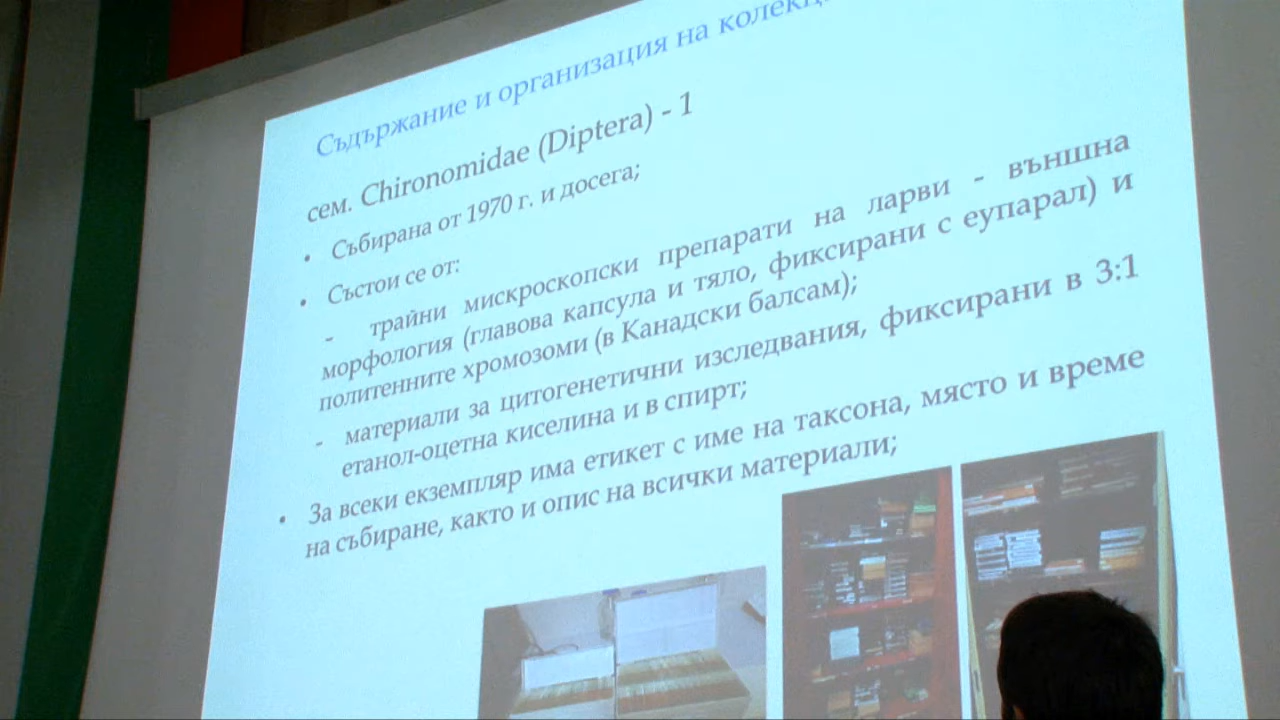 Съдържание и организация на
сем. Chironomidae (Diptera) - 1
• Събирана от 1970 г. и досега;
• Състои се от:
- трайни мискроскопски препарати на ларви - външна
морфология (главова капсула и тяло, фиксирани с еупарал) и
политенните хромозоми (в Канадски балсам);
- материали за цитогенетични изследвания, фиксирани в 3:1
етанол-оцетна киселина и в спирт;
• За всеки екземпляр има етикет с име на таксона, място и време
на събиране, както и опис на всички материали;